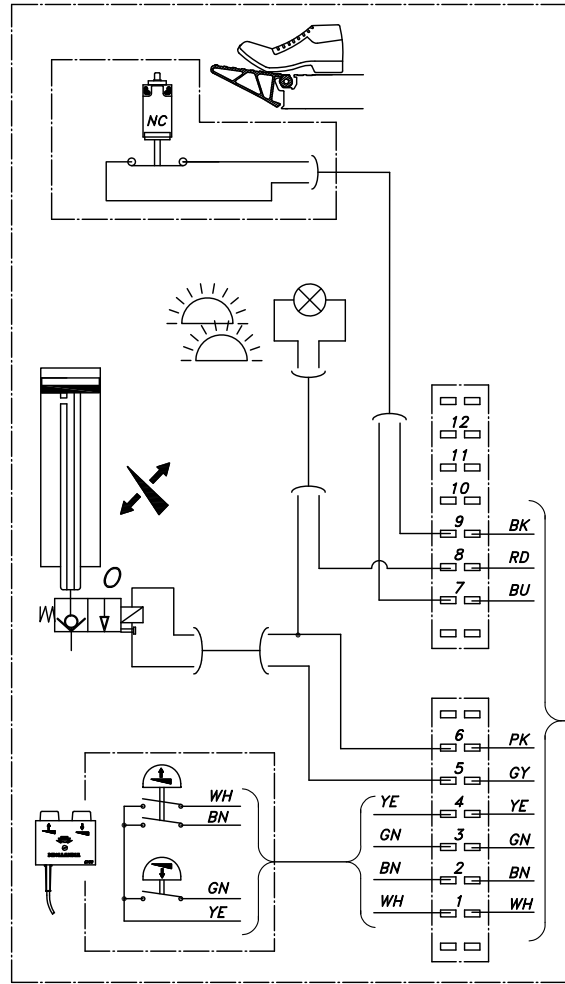 NC
12
11
10
9 BK
8 RD
7 BU
6 PK
5 GY
YE 4 YE
GN 3 GN
BN 2 BN
WH 1 WH
WH
BN
GN
YE